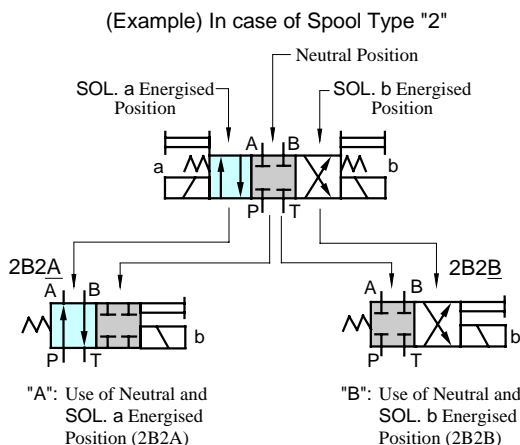 (Example) In case of Spool Type "2"
Neutral Position
SOL. a Energised
Position
SOL. b Energised
Position
A B
a
b
P T
2B2A
2B2B
A B
A B
b
b
P T
P T
"A": Use of Neutral and
SOL. a Energised
Position (2B2A)
"B": Use of Neutral and
SOL. b Energised
Position (2B2B)